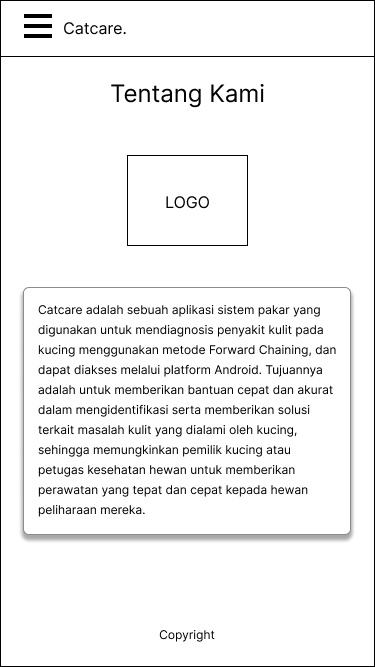 Catcare.
Tentang Kami
LOGO
Catcare adalah sebuah aplikasi sistem pakar yang
digunakan untuk mendiagnosis penyakit kulit pada
kucing menggunakan metode Forward Chaining, dan
dapat diakses melalui platform Android. Tujuannya
adalah untuk memberikan bantuan cepat dan akurat
dalam mengidentifikasi serta memberikan solusi
terkait masalah kulit yang dialami oleh kucing,
sehingga memungkinkan pemilik kucing atau
petugas kesehatan hewan untuk memberikan
perawatan yang tepat dan cepat kepada hewan
peliharaan mereka.
Copyright